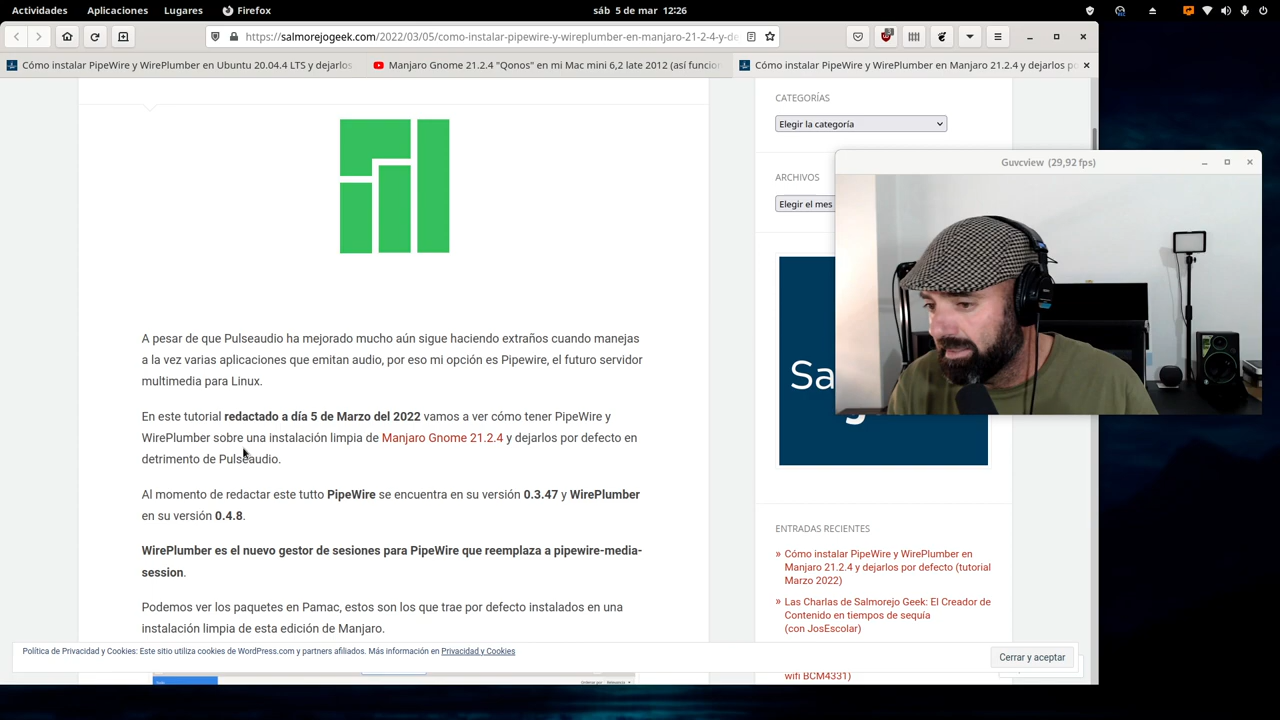 Actividades Aplicaciones Lugares Firefox sáb 5 de mar 12:26
https://salmorejogeek.com/2022/03/05/como-instalar-pipewire-y-wireplumber-en-manjaro-21-2-4-y-de
Cómo instalar PipeWire y WirePlumber en Ubuntu 20.04.4 LTS y dejarlos
Manjaro Gnome 21.2.4 "Qonos" en mi Mac mini 6,2 late 2012 (así funcio
Cómo instalar PipeWire y WirePlumber en Manjaro 21.2.4 y dejarlos po
A pesar de que Pulseaudio ha mejorado mucho aún sigue haciendo extraños cuando manejas
a la vez varias aplicaciones que emitan audio, por eso mi opción es Pipewire, el futuro servidor
multimedia para Linux.
En este tutorial redactado a día 5 de Marzo del 2022 vamos a ver cómo tener PipeWire y
WirePlumber sobre una instalación limpia de Manjaro Gnome 21.2.4 y dejarlos por defecto en
detrimento de Pulseaudio.
Al momento de redactar este tutto PipeWire se encuentra en su versión 0.3.47 y WirePlumber
en su versión 0.4.8.
WirePlumber es el nuevo gestor de sesiones para PipeWire que reemplaza a pipewire-media-
session.
Podemos ver los paquetes en Pamac, estos son los que trae por defecto instalados en una
instalación limpia de esta edición de Manjaro.
CATEGORÍAS
Elegir la categoría
ARCHIVOS
Elegir el mes
Guvcview (29,92 fps)
Sa
g
ENTRADAS RECIENTES
» Cómo instalar PipeWire y WirePlumber en
Manjaro 21.2.4 y dejarlos por defecto (tutorial
Marzo 2022)
» Las Charlas de Salmorejo Geek: El Creador de
Contenido en tiempos de sequía
(con JosEscolar)
wifi BCM4331)
Política de Privacidad y Cookies: Este sitio utiliza cookies de WordPress.com y partners afiliados. Más información en Privacidad y Cookies
Cerrar y aceptar